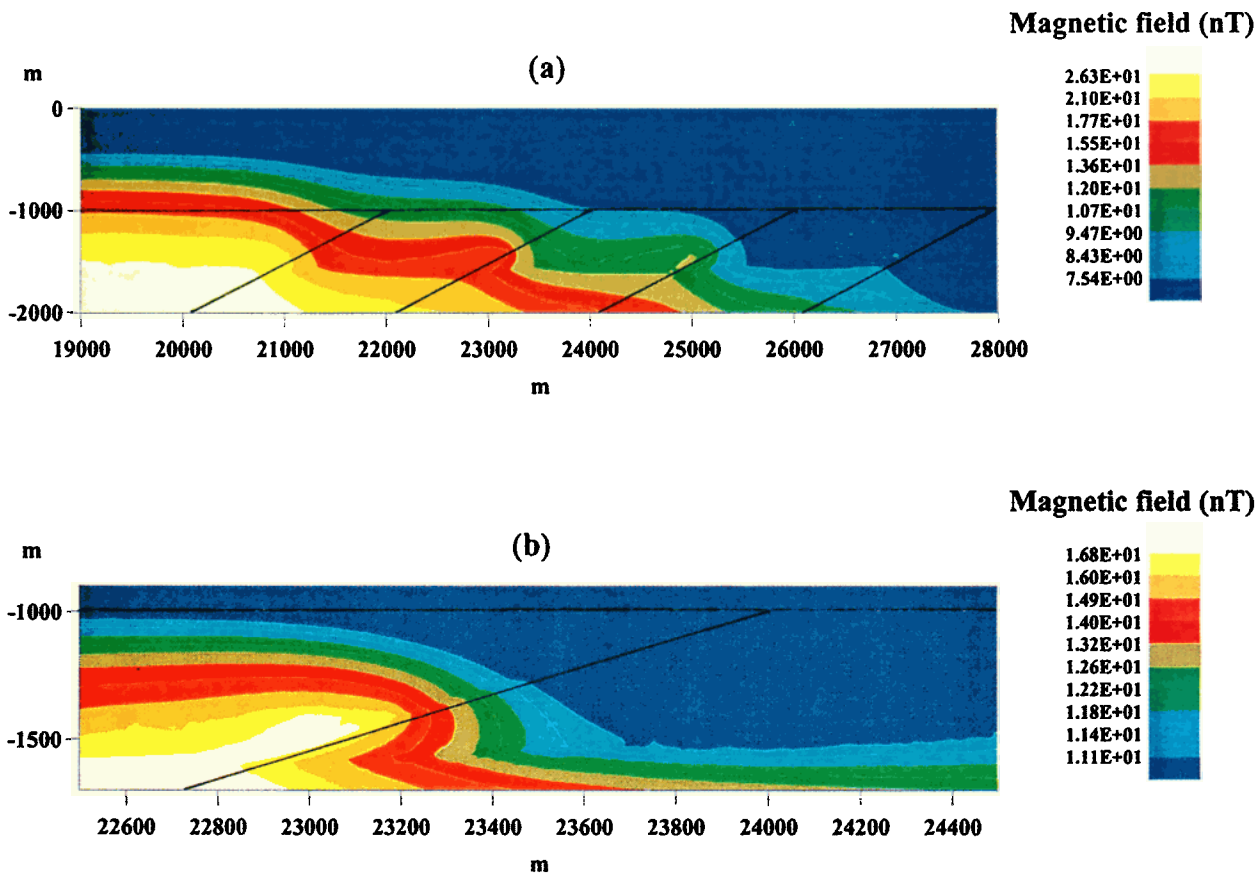 Magnetic field (nT)
(a)
m
2.63E+01
2.10E+01
1.77E+01
1.55E+01
1.36E+01
1.20E+01
1.07E+01
9.47E+00
8.43E+00
7.54E+00
0
-1000
-2000
19000 20000 21000 22000 23000 24000 25000 26000 27000 28000
m
Magnetic field (nT)
(b)
m
1.68E+01
1.60E+01
1.49E+01
1.40E+01
1.32E+01
1.26E+01
1.22E+01
1.18E+01
1.14E+01
1.11E+01
-1000
-1500
22600 22800 23000 23200 23400 23600 23800 24000 24200 24400
m